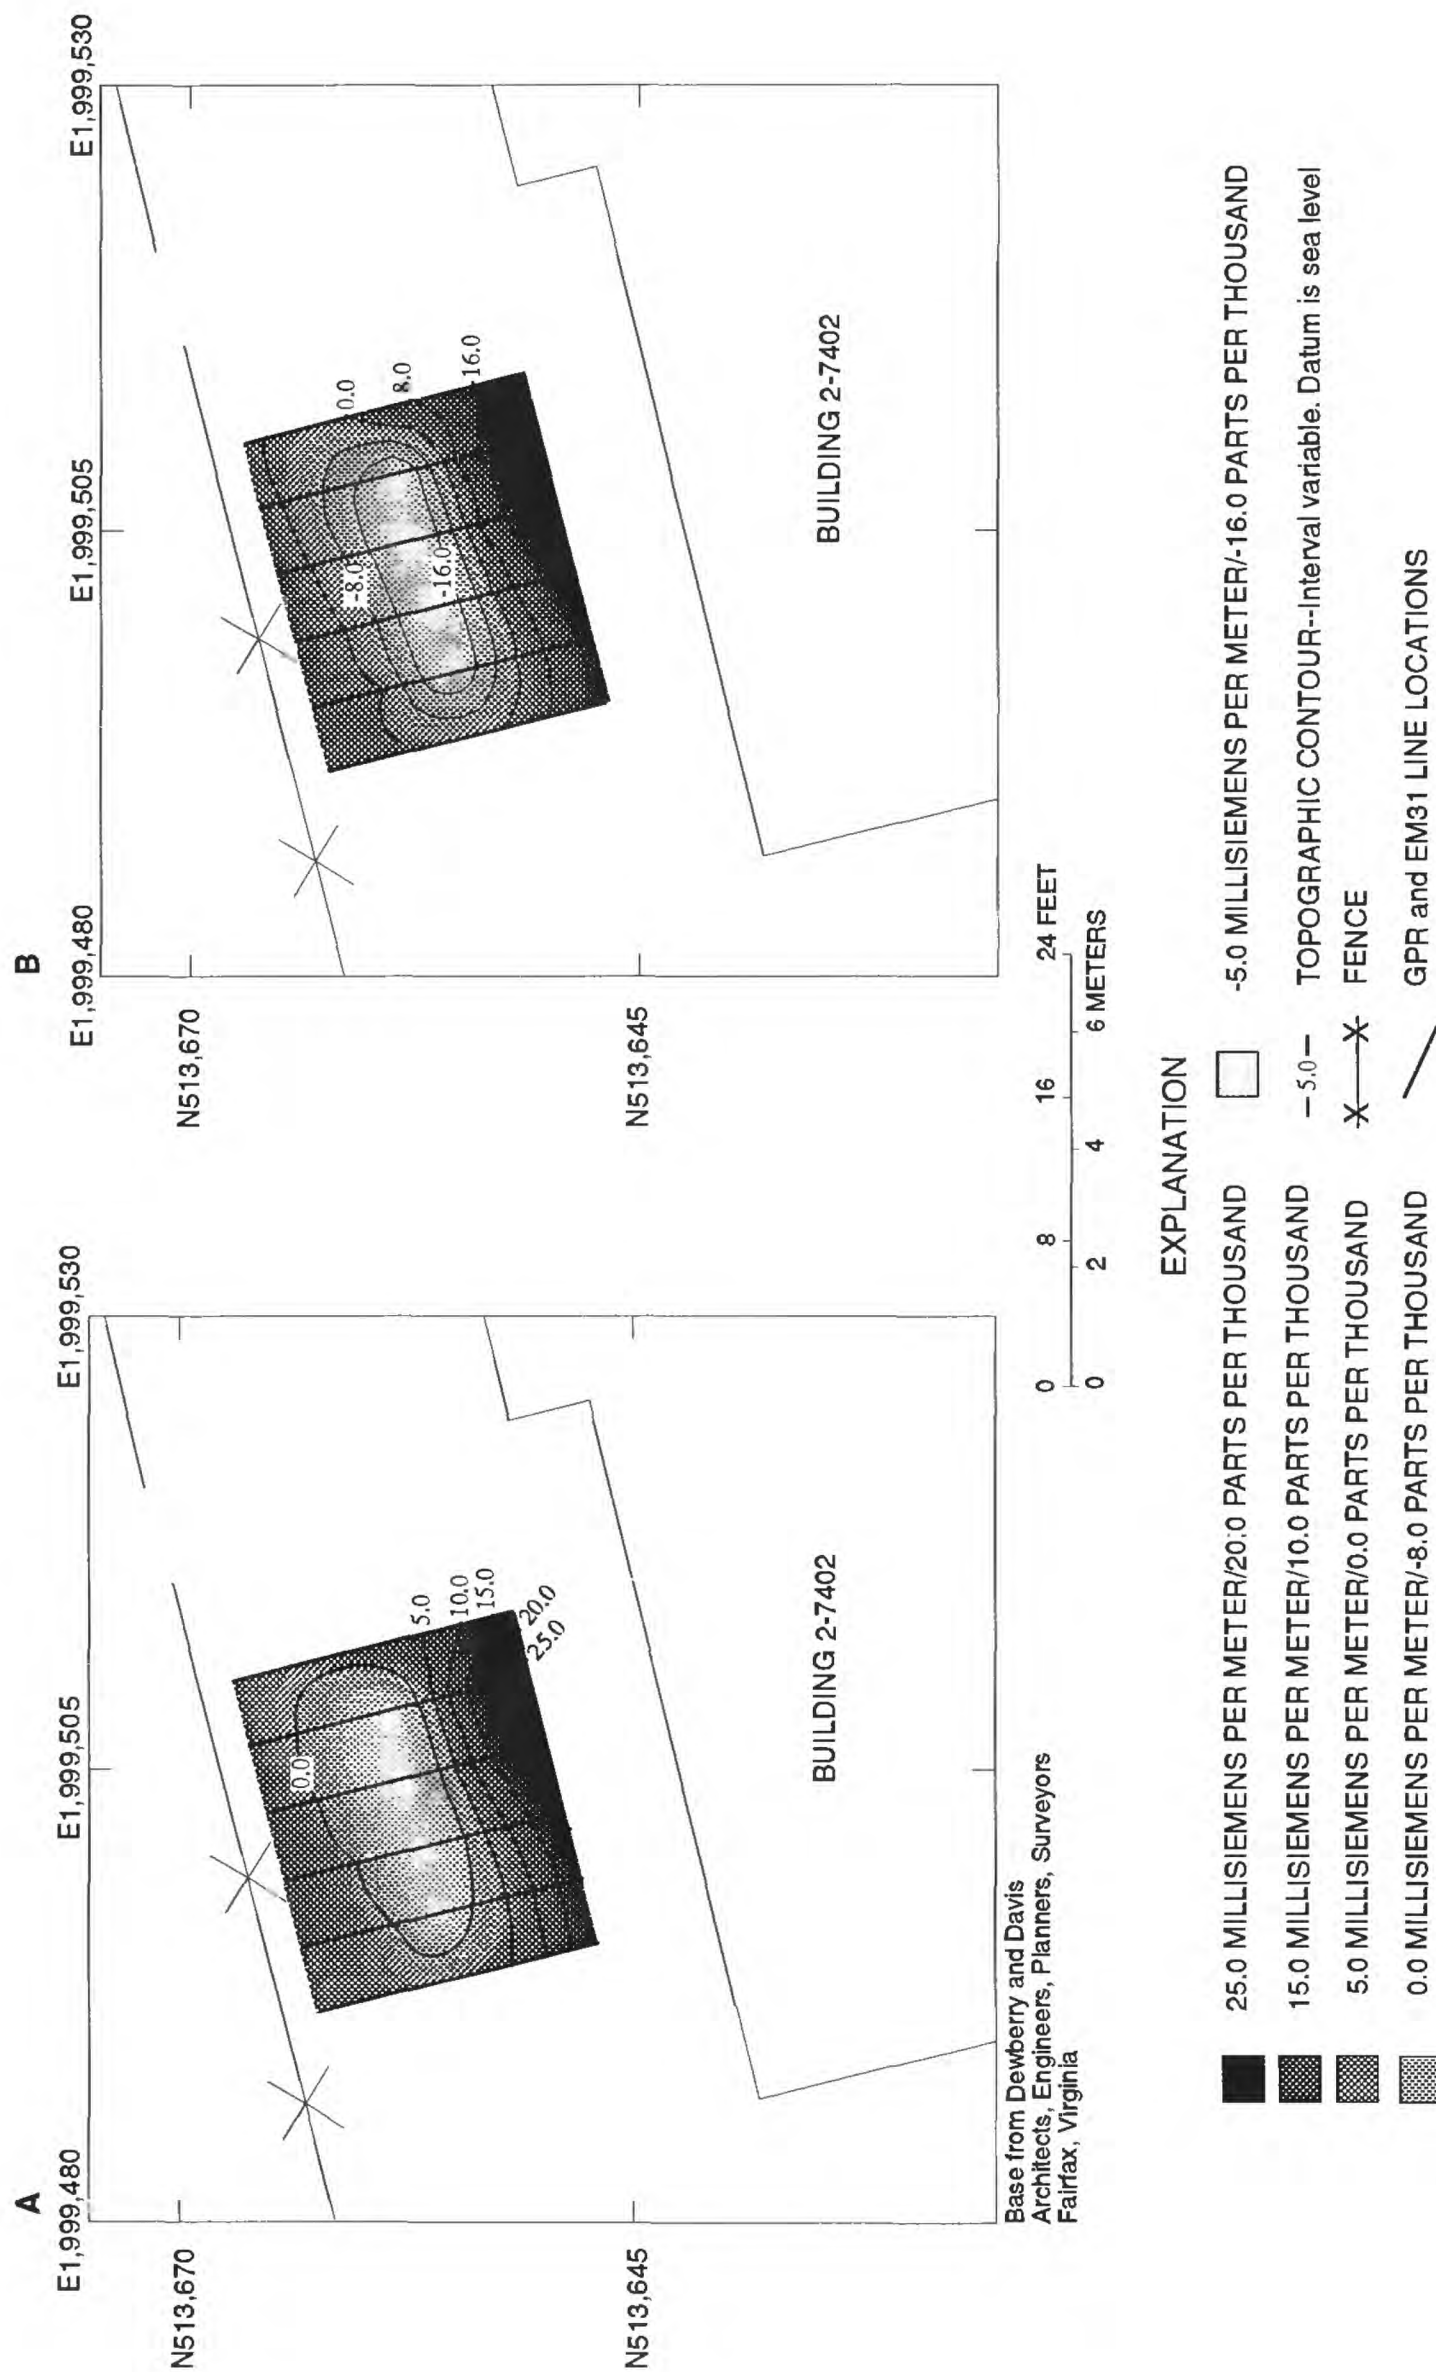 A
E1,999,480
E1,999,505
E1,999,530
N513,670
N513,645
0.0
5.0
10.0
15.0
20.0
25.0
BUILDING 2-7402
Base from Dewberry and Davis
Architects, Engineers, Planners, Surveyors
Fairfax, Virginia
B
E1,999,480
E1,999,505
E1,999,530
N513,670
N513,645
0.0
8.0
-16.0
-8.0
-16.0
BUILDING 2-7402
0 8 16 24 FEET
0 2 4 6 METERS
EXPLANATION
25.0 MILLISIEMENS PER METER/20.0 PARTS PER THOUSAND
15.0 MILLISIEMENS PER METER/10.0 PARTS PER THOUSAND
5.0 MILLISIEMENS PER METER/0.0 PARTS PER THOUSAND
0.0 MILLISIEMENS PER METER/-8.0 PARTS PER THOUSAND
-5.0 MILLISIEMENS PER METER/-16.0 PARTS PER THOUSAND
—5.0— TOPOGRAPHIC CONTOUR--Interval variable. Datum is sea level
X—X FENCE
GPR and EM31 LINE LOCATIONS